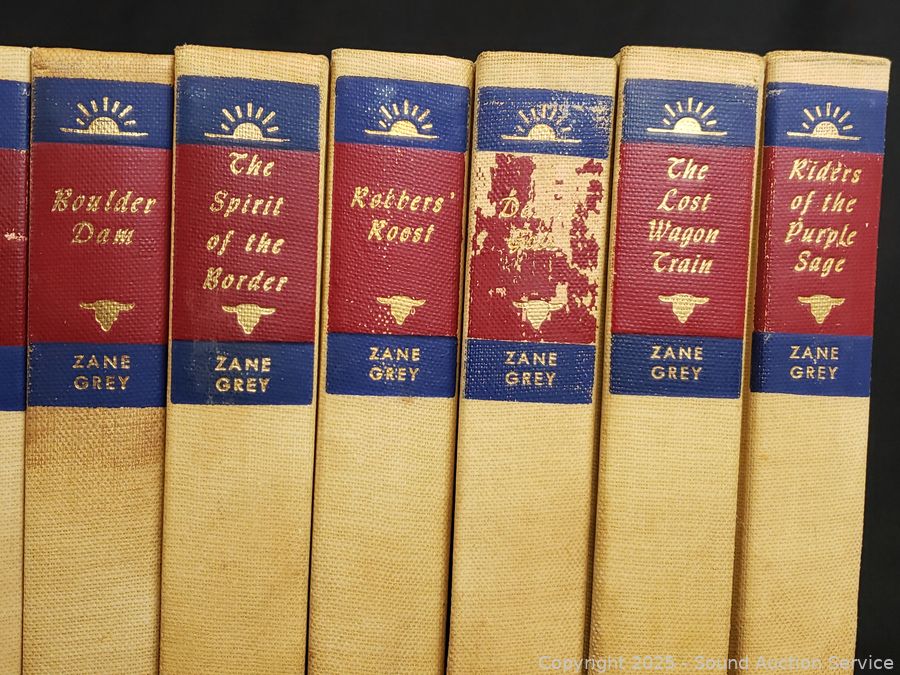 Boulder
Dam
ZANE
GREY
The
Spirit
of the
Border
ZANE
GREY
Robbers'
Roost
ZANE
GREY
ZANE
GREY
The
Lost
Wagon
Train
ZANE
GREY
Riders
of the
Purple
Sage
ZANE
GREY
Copyright 2025 - Sound Auction Service